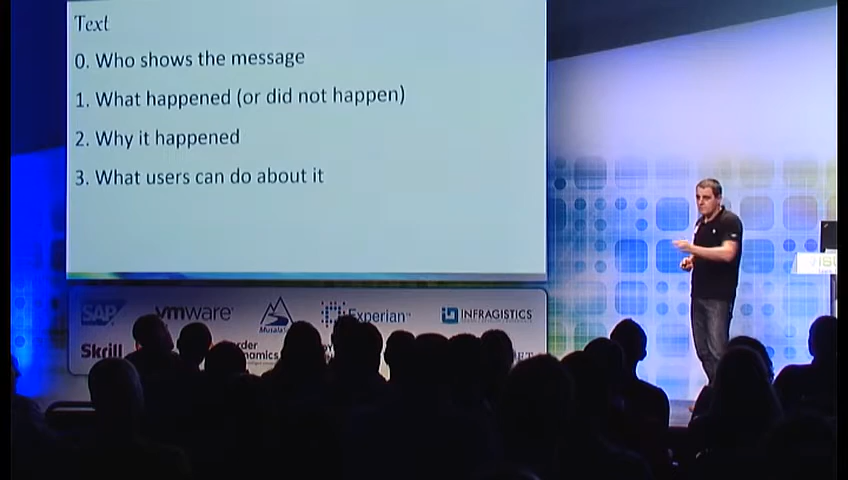 Text
0. Who shows the message
1. What happened (or did not happen)
2. Why it happened
3. What users can do about it
SAP
vmware
Musala
Experian
INFRAGISTICS
Skrill